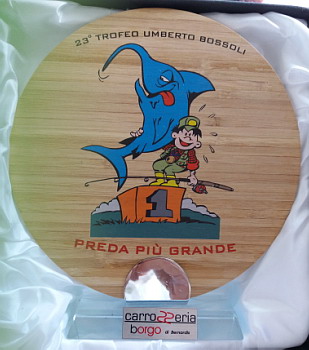 23° TROFEO UMBERTO BOSSOLI
1
PREDA PIÙ GRANDE
carrozzeria
borgo di Bernardo